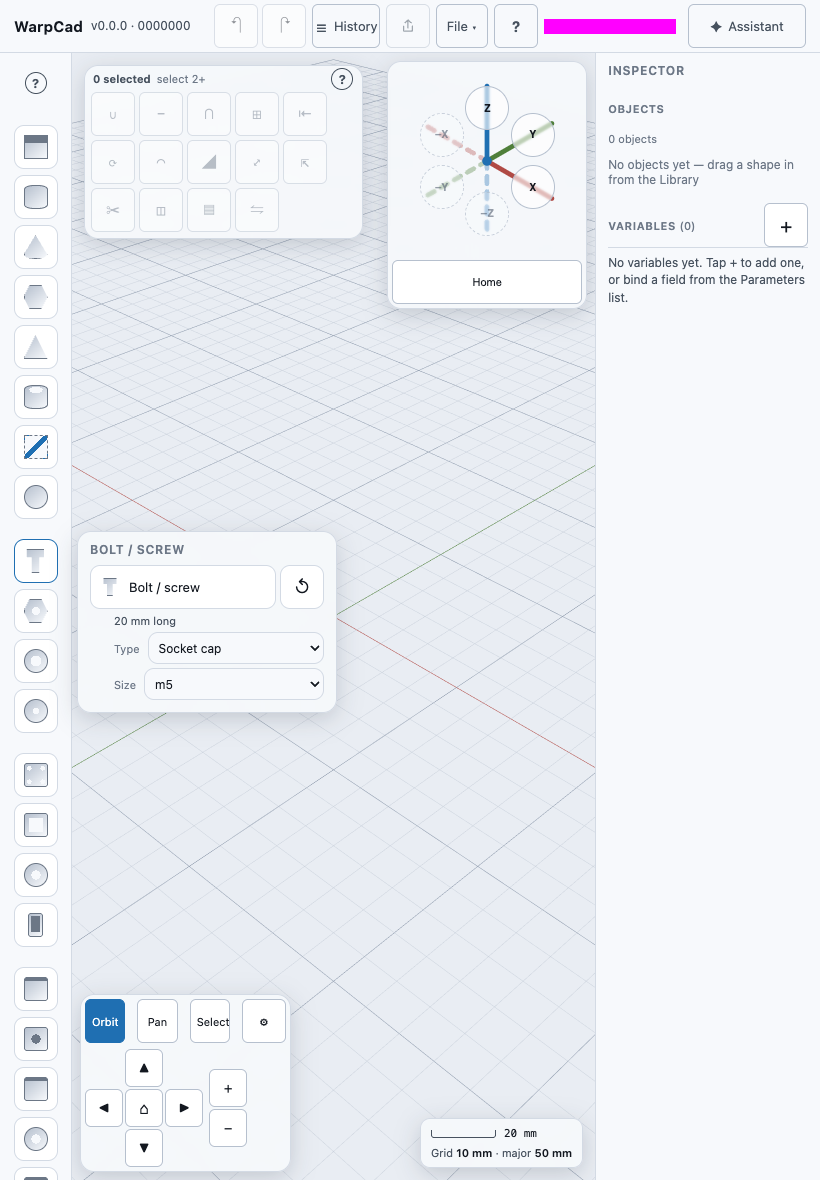 WarpCad v0.0.0 · 0000000
History
File
?
Assistant
?
0 selected select 2+
?
Z
Y
X
−X
−Y
−Z
Home
INSPECTOR
OBJECTS
0 objects
No objects yet — drag a shape in
from the Library
VARIABLES (0)
+
No variables yet. Tap + to add one,
or bind a field from the Parameters
list.
BOLT / SCREW
Bolt / screw
20 mm long
Type Socket cap
Size m5
Orbit
Pan
Select
+
−
20 mm
Grid 10 mm · major 50 mm